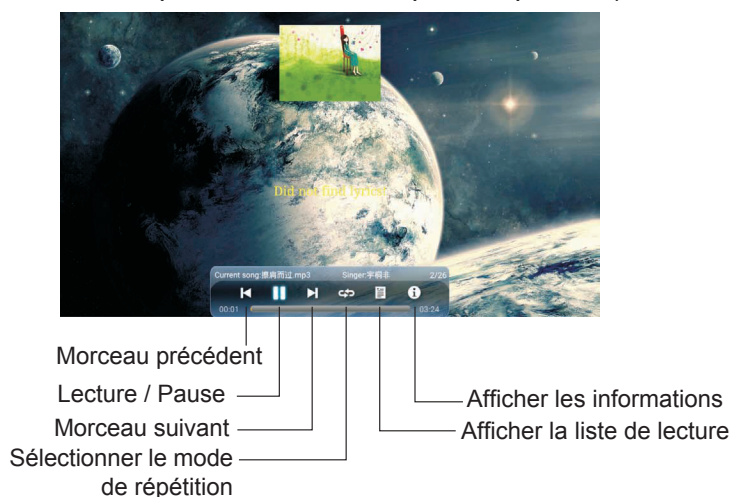 Did not find lyrics!
Current song:擦肩而过.mp3 Singer:宇桐非 2/26
00:01 03:24
Morceau précédent
Lecture / Pause
Morceau suivant
Sélectionner le mode
de répétition
Afficher les informations
Afficher la liste de lecture